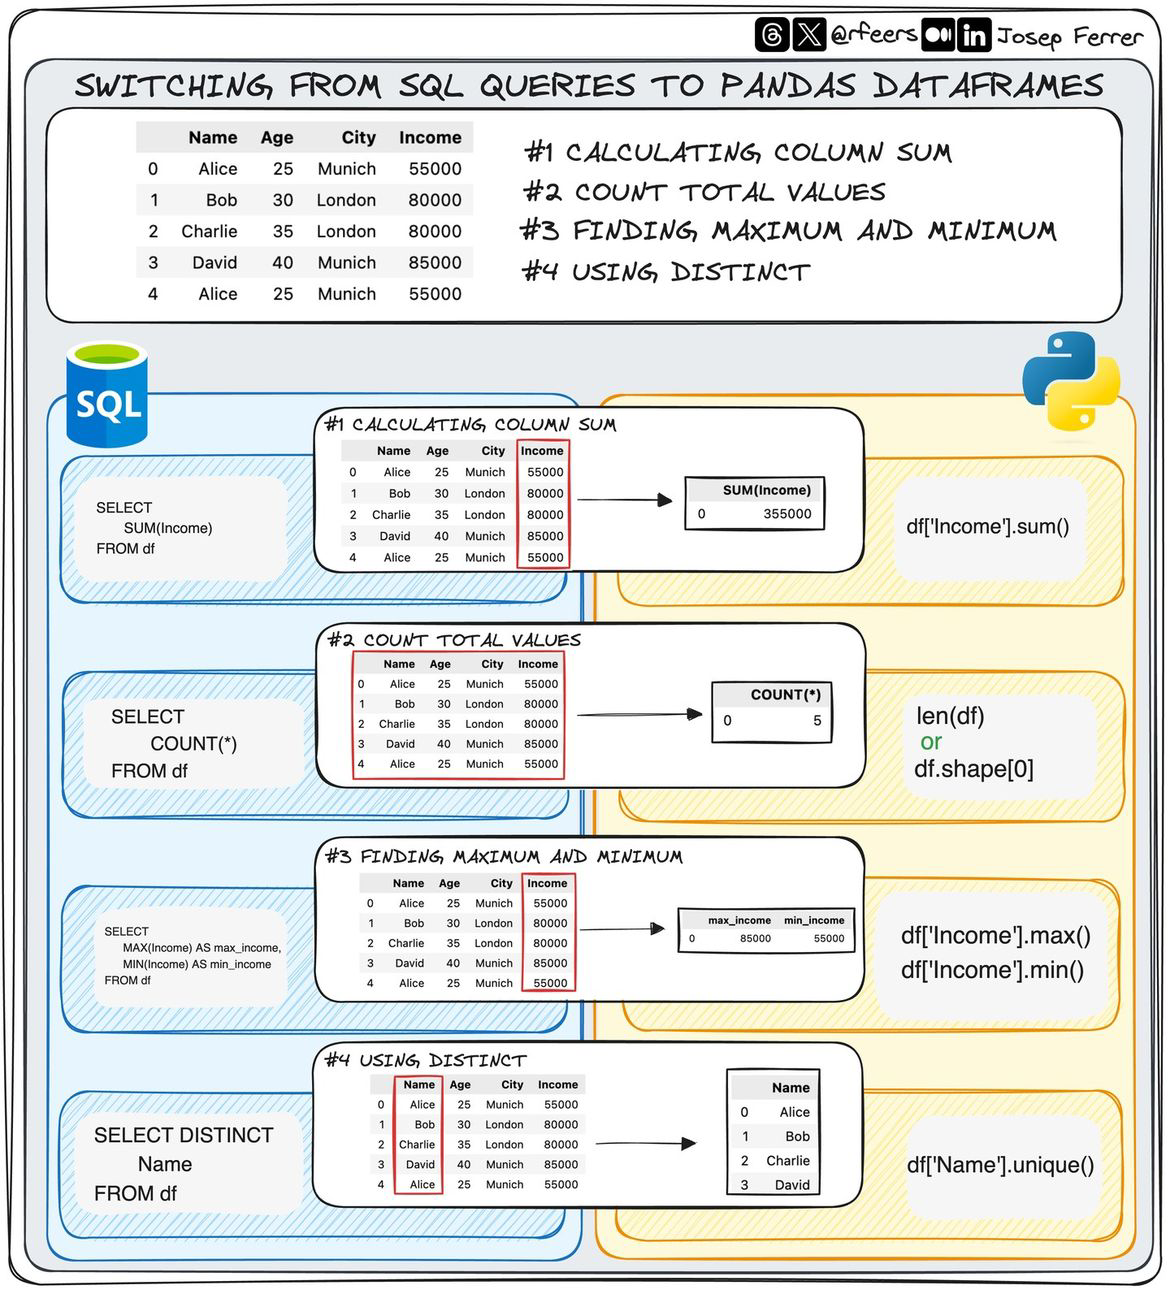 @rfeers Josep Ferrer
SWITCHING FROM SQL QUERIES TO PANDAS DATAFRAMES
Name Age City Income
0 Alice 25 Munich 55000
1 Bob 30 London 80000
2 Charlie 35 London 80000
3 David 40 Munich 85000
4 Alice 25 Munich 55000
#1 CALCULATING COLUMN SUM
#2 COUNT TOTAL VALUES
#3 FINDING MAXIMUM AND MINIMUM
#4 USING DISTINCT
SQL
#1 CALCULATING COLUMN SUM
SELECT
SUM(Income)
FROM df
Name Age City Income
0 Alice 25 Munich 55000
1 Bob 30 London 80000
2 Charlie 35 London 80000
3 David 40 Munich 85000
4 Alice 25 Munich 55000
SUM(Income)
0 355000
df['Income'].sum()
#2 COUNT TOTAL VALUES
SELECT
COUNT(*)
FROM df
Name Age City Income
0 Alice 25 Munich 55000
1 Bob 30 London 80000
2 Charlie 35 London 80000
3 David 40 Munich 85000
4 Alice 25 Munich 55000
COUNT(*)
0 5
len(df)
or
df.shape[0]
#3 FINDING MAXIMUM AND MINIMUM
SELECT
MAX(Income) AS max_income,
MIN(Income) AS min_income
FROM df
Name Age City Income
0 Alice 25 Munich 55000
1 Bob 30 London 80000
2 Charlie 35 London 80000
3 David 40 Munich 85000
4 Alice 25 Munich 55000
max_income min_income
0 85000 55000
df['Income'].max()
df['Income'].min()
#4 USING DISTINCT
SELECT DISTINCT
Name
FROM df
Name Age City Income
0 Alice 25 Munich 55000
1 Bob 30 London 80000
2 Charlie 35 London 80000
3 David 40 Munich 85000
4 Alice 25 Munich 55000
Name
0 Alice
1 Bob
2 Charlie
3 David
df['Name'].unique()